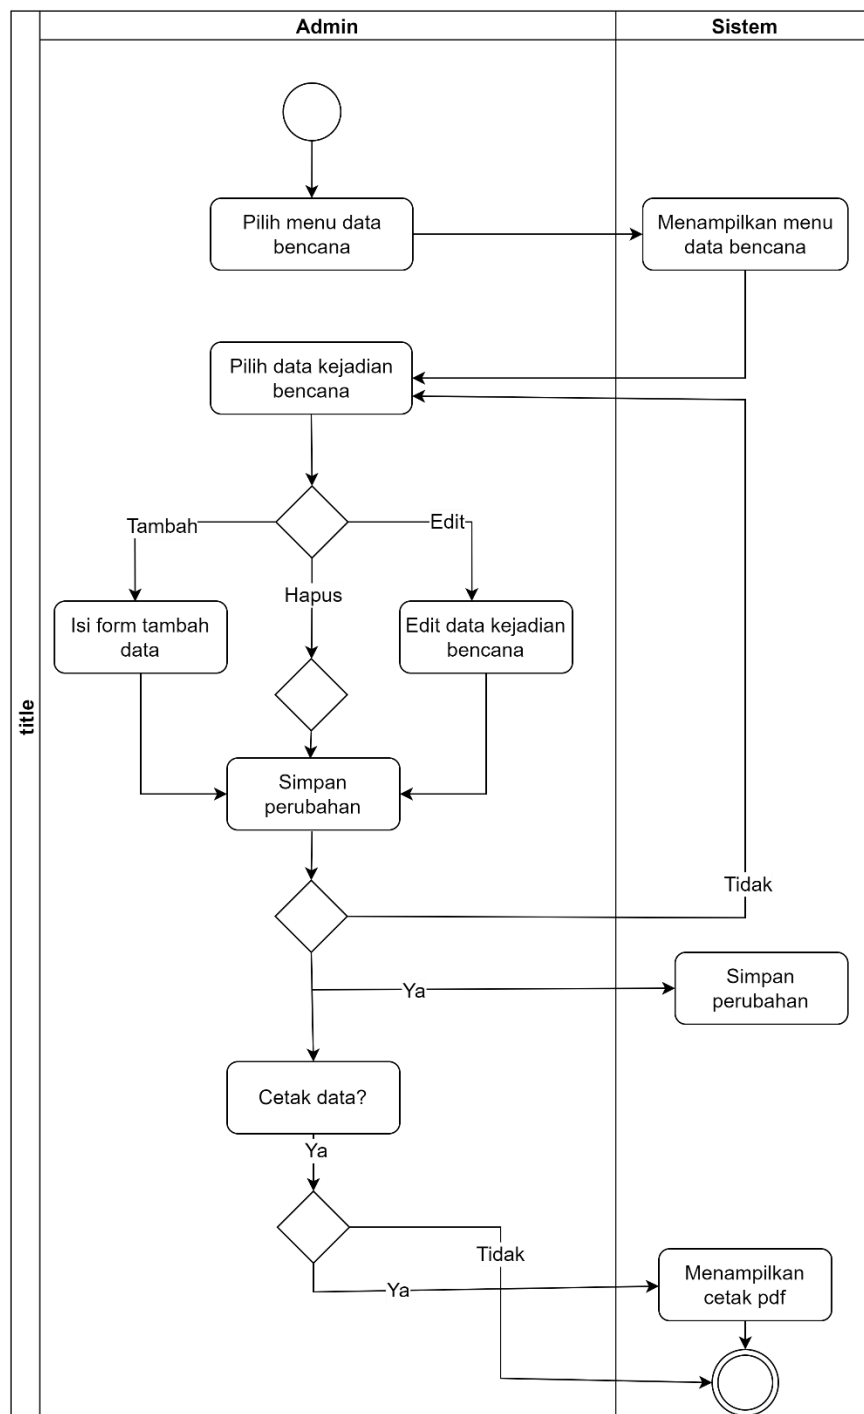 Admin
Sistem
title
Pilih menu data
bencana
Menampilkan menu
data bencana
Pilih data kejadian
bencana
Tambah
Edit
Hapus
Isi form tambah
data
Edit data kejadian
bencana
Simpan
perubahan
Tidak
Ya
Simpan
perubahan
Cetak data?
Ya
Tidak
Ya
Menampilkan
cetak pdf